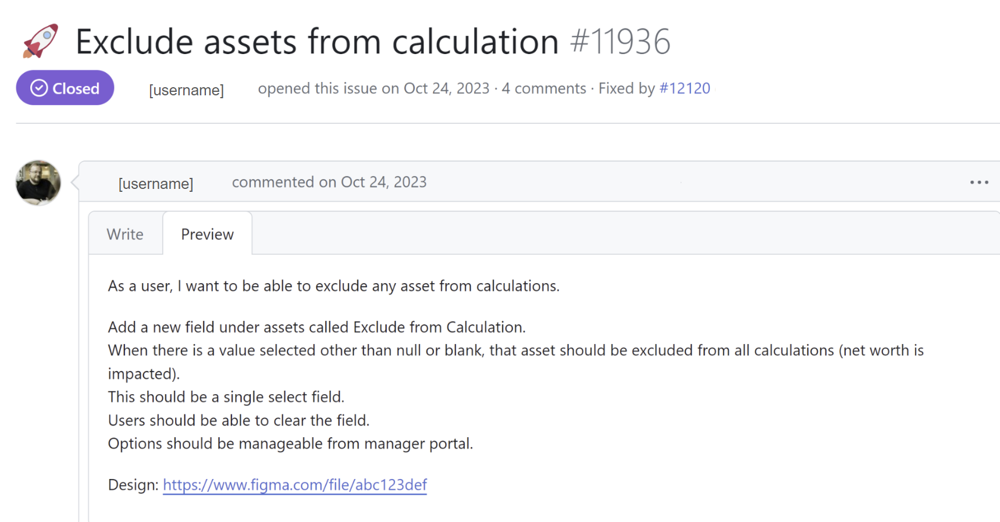 Exclude assets from calculation #11936
Closed [username] opened this issue on Oct 24, 2023 · 4 comments · Fixed by #12120
[username] commented on Oct 24, 2023
Write Preview
As a user, I want to be able to exclude any asset from calculations.
Add a new field under assets called Exclude from Calculation.
When there is a value selected other than null or blank, that asset should be excluded from all calculations (net worth is
impacted).
This should be a single select field.
Users should be able to clear the field.
Options should be manageable from manager portal.
Design: https://www.figma.com/file/abc123def